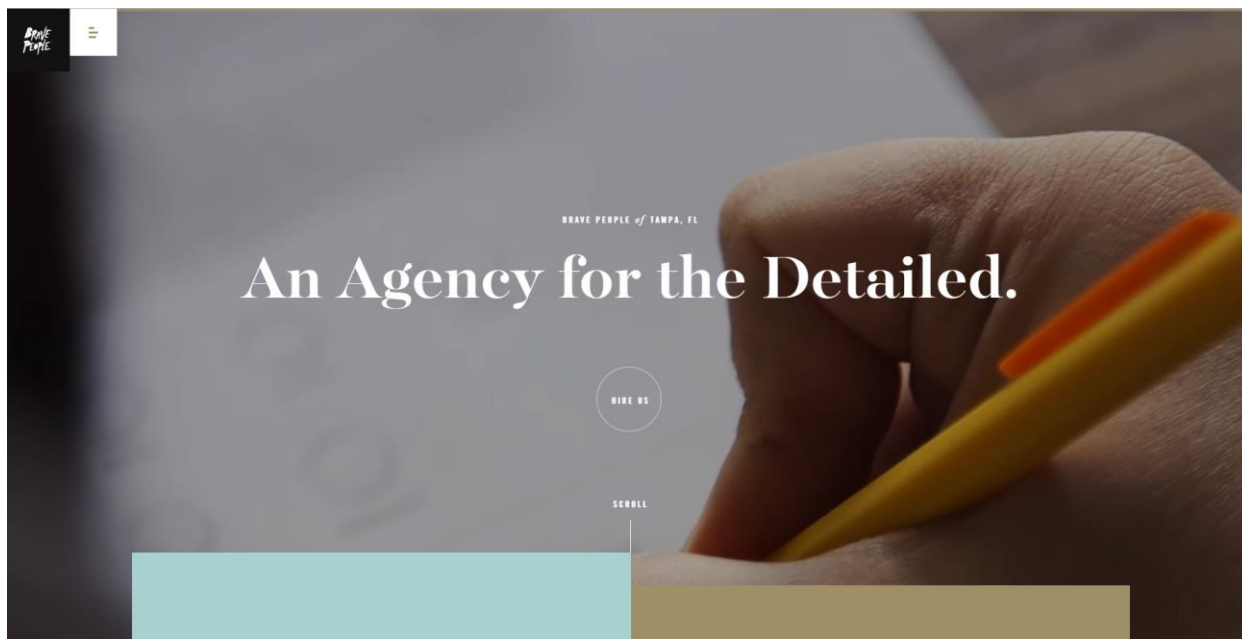 BRAVE PEOPLE
BRAVE PEOPLE of TAMPA, FL
An Agency for the Detailed.
HIRE US
SCROLL